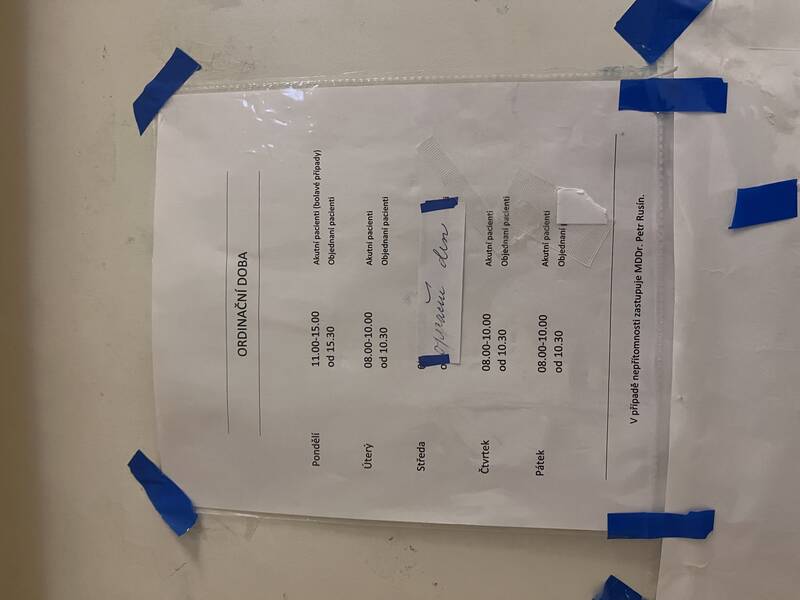 ORDINAČNÍ DOBA
Pondělí 11.00-15.00 Akutní pacienti (bolavé případy)
od 15.30 Objednaní pacienti
Úterý 08.00-10.00 Akutní pacienti
od 10.30 Objednaní pacienti
Středa
den
Čtvrtek 08.00-10.00 Akutní pacienti
od 10.30 Objednaní pacienti
Pátek 08.00-10.00 Akutní pacienti
od 10.30 Objednaní
V případě nepřítomnosti zastupuje MDDr. Petr Rusín.